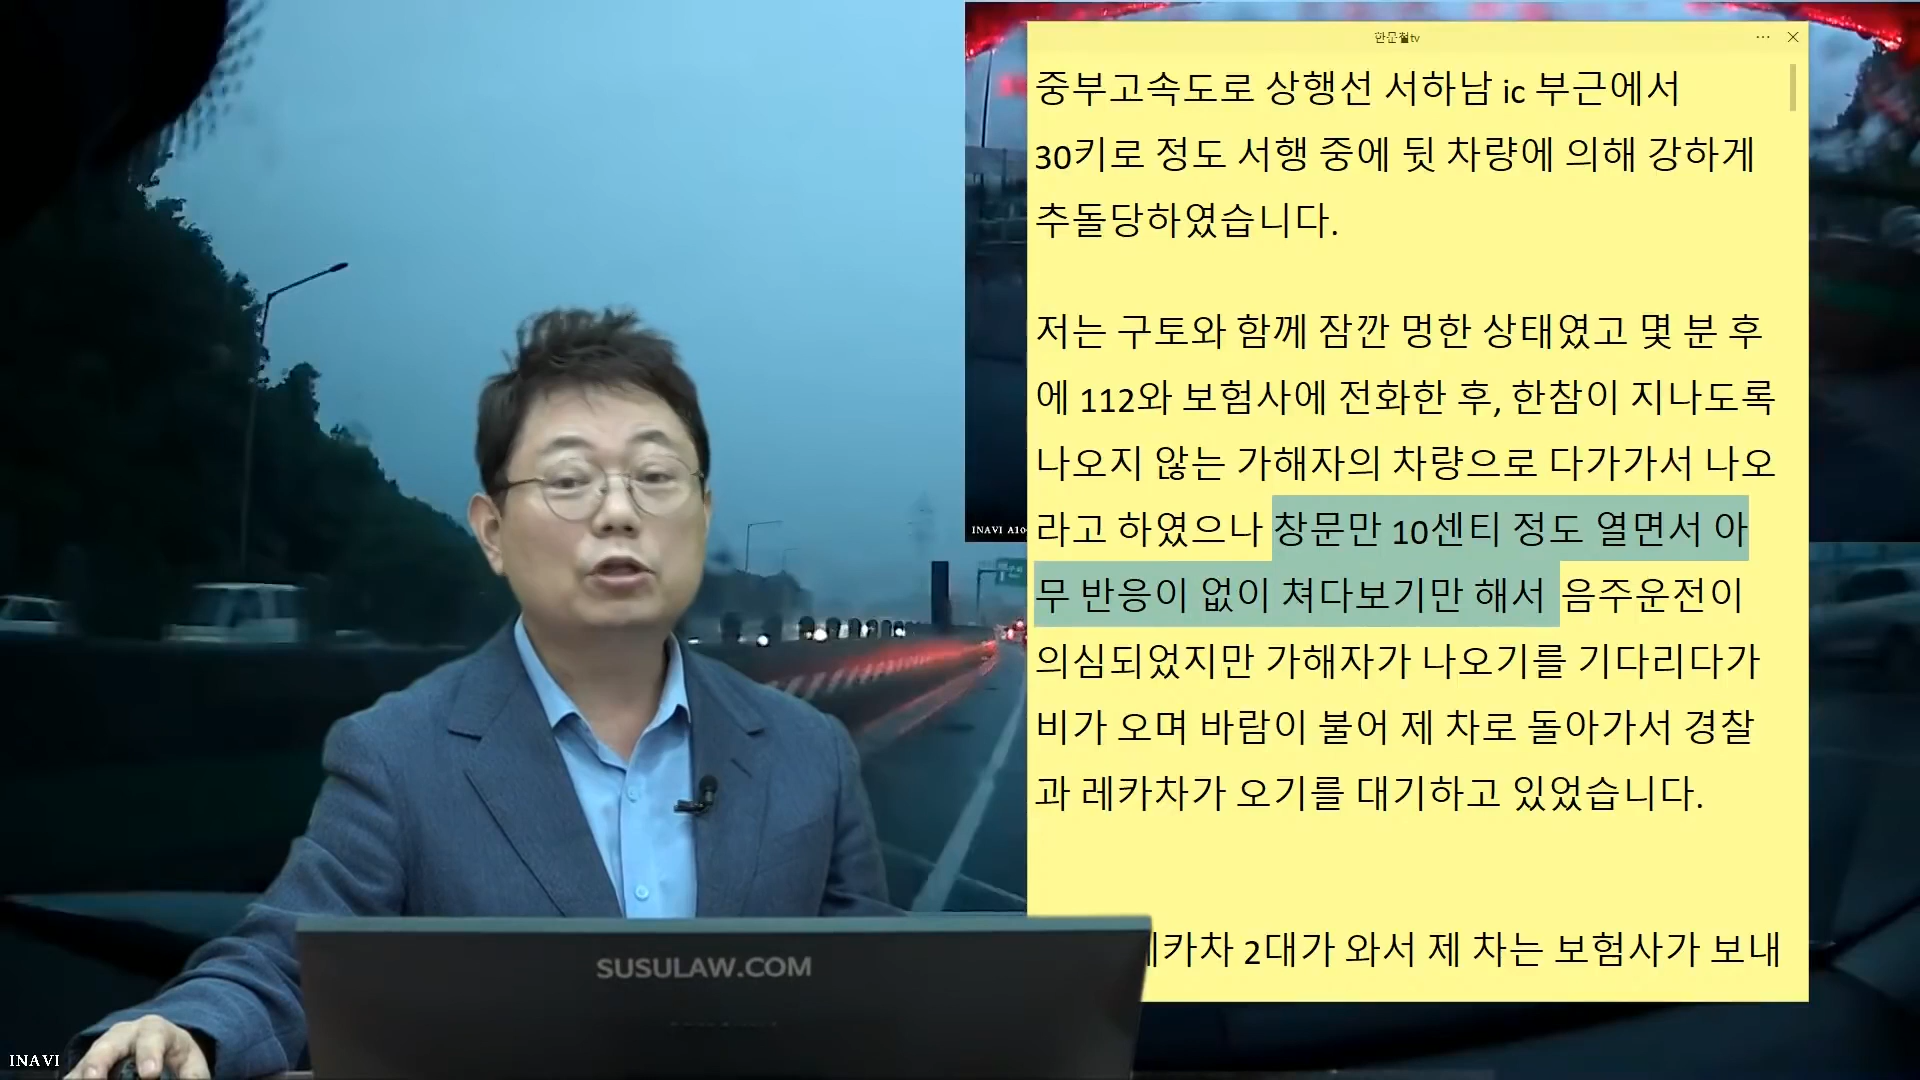 한문철tv
중부고속도로 상행선 서하남 ic 부근에서
30키로 정도 서행 중에 뒷 차량에 의해 강하게
추돌당하였습니다.
저는 구토와 함께 잠깐 멍한 상태였고 몇 분 후
에 112와 보험사에 전화한 후, 한참이 지나도록
나오지 않는 가해자의 차량으로 다가가서 나오
라고 하였으나 창문만 10센티 정도 열면서 아
무 반응이 없이 쳐다보기만 해서 음주운전이
의심되었지만 가해자가 나오기를 기다리다가
비가 오며 바람이 불어 제 차로 돌아가서 경찰
과 레카차가 오기를 대기하고 있었습니다.
카차 2대가 와서 제 차는 보험사가 보내
INAVI A10
SUSULAW.COM
INAVI